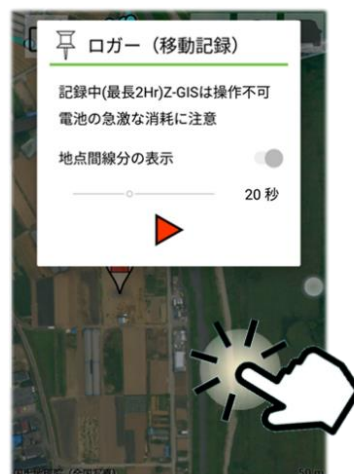 ロガー（移動記録）
記録中(最長2Hr)Z-GISは操作不可
電池の急激な消耗に注意
地点間線分の表示
20 秒
50 m